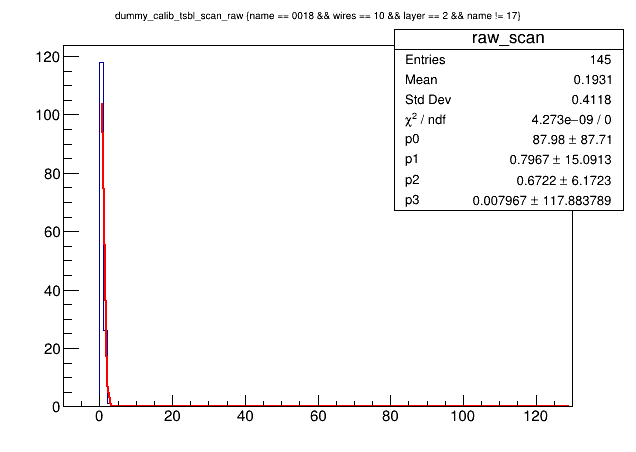 dummy_calib_tsbl_scan_raw {name == 0018 && wires == 10 && layer == 2 && name != 17}
raw_scan
Entries 145
Mean 0.1931
Std Dev 0.4118
χ² / ndf 4.273e−09 / 0
p0 87.98 ± 87.71
p1 0.7967 ± 15.0913
p2 0.6722 ± 6.1723
p3 0.007967 ± 117.883789
120
100
80
60
40
20
0
0 20 40 60 80 100 120